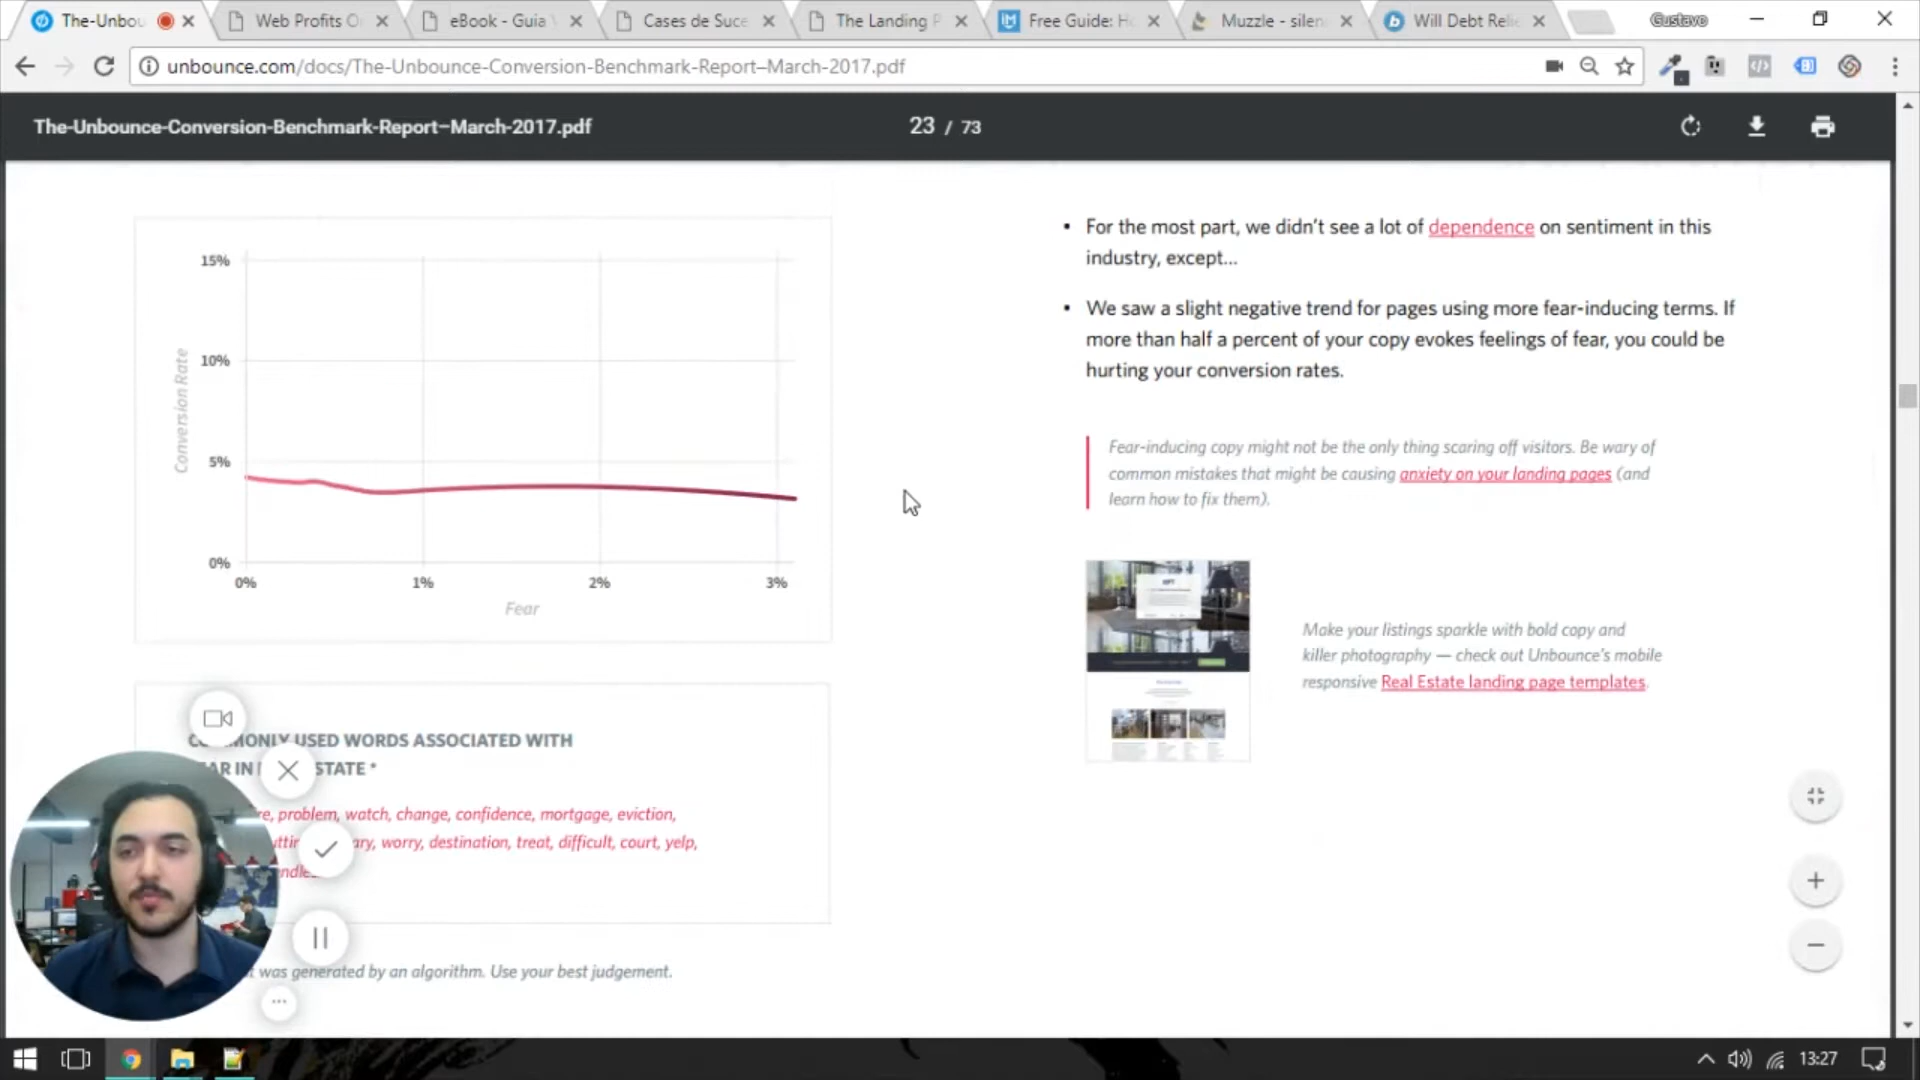 The-Unbou
Web Profits O
eBook - Guia V
Cases de Suce
The Landing P
Free Guide: Ho
Muzzle - silen
Will Debt Relie
Gustavo
unbounce.com/docs/The-Unbounce-Conversion-Benchmark-Report–March-2017.pdf
The-Unbounce-Conversion-Benchmark-Report–March-2017.pdf
23 / 73
15%
10%
5%
0%
Conversion Rate
0% 1% 2% 3%
Fear
COMMONLY USED WORDS ASSOCIATED WITH
AR IN STATE *
re, problem, watch, change, confidence, mortgage, eviction,
ary, worry, destination, treat, difficult, court, yelp,
t was generated by an algorithm. Use your best judgement.
• For the most part, we didn't see a lot of dependence on sentiment in this
industry, except...
• We saw a slight negative trend for pages using more fear-inducing terms. If
more than half a percent of your copy evokes feelings of fear, you could be
hurting your conversion rates.
Fear-inducing copy might not be the only thing scaring off visitors. Be wary of
common mistakes that might be causing anxiety on your landing pages (and
learn how to fix them).
Make your listings sparkle with bold copy and
killer photography — check out Unbounce's mobile
responsive Real Estate landing page templates.
13:27